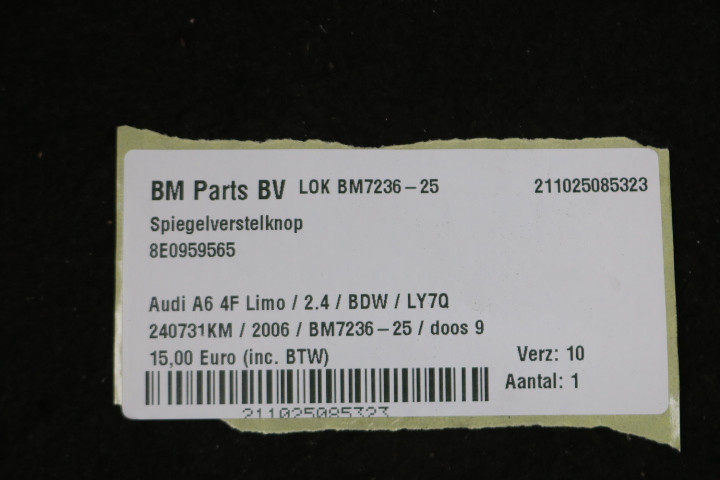 BM Parts BV LOK BM7236-25 211025085323
Spiegelverstelknop
8E0959565
Audi A6 4F Limo / 2.4 / BDW / LY7Q
240731KM / 2006 / BM7236-25 / doos 9
15,00 Euro (inc. BTW) Verz: 10
Aantal: 1
211025085323